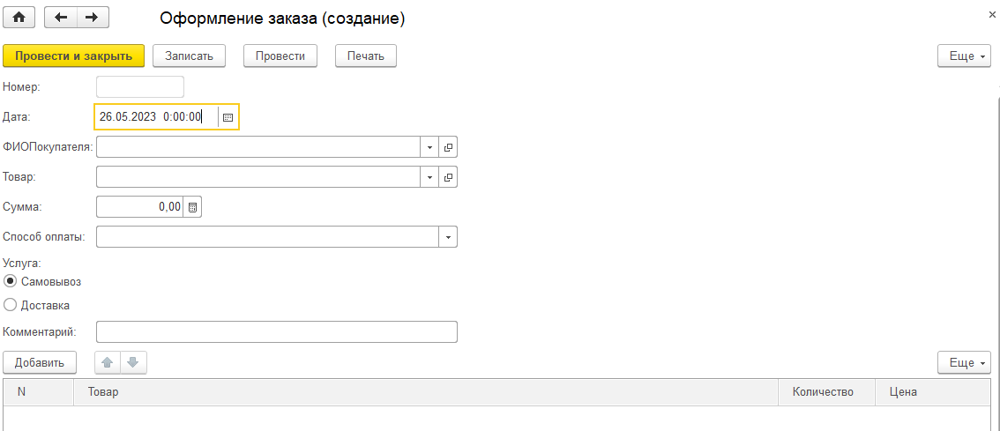 Оформление заказа (создание)
Провести и закрыть Записать Провести Печать Еще
Номер:
Дата: 26.05.2023 0:00:00
ФИОПокупателя:
Товар:
Сумма: 0,00
Способ оплаты:
Услуга:
Самовывоз
Доставка
Комментарий:
Добавить Еще
N Товар Количество Цена